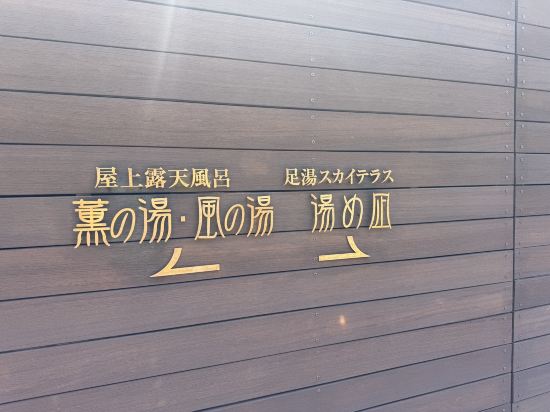 屋上露天風呂
薫の湯・風の湯
足湯スカイテラス
湯め凪